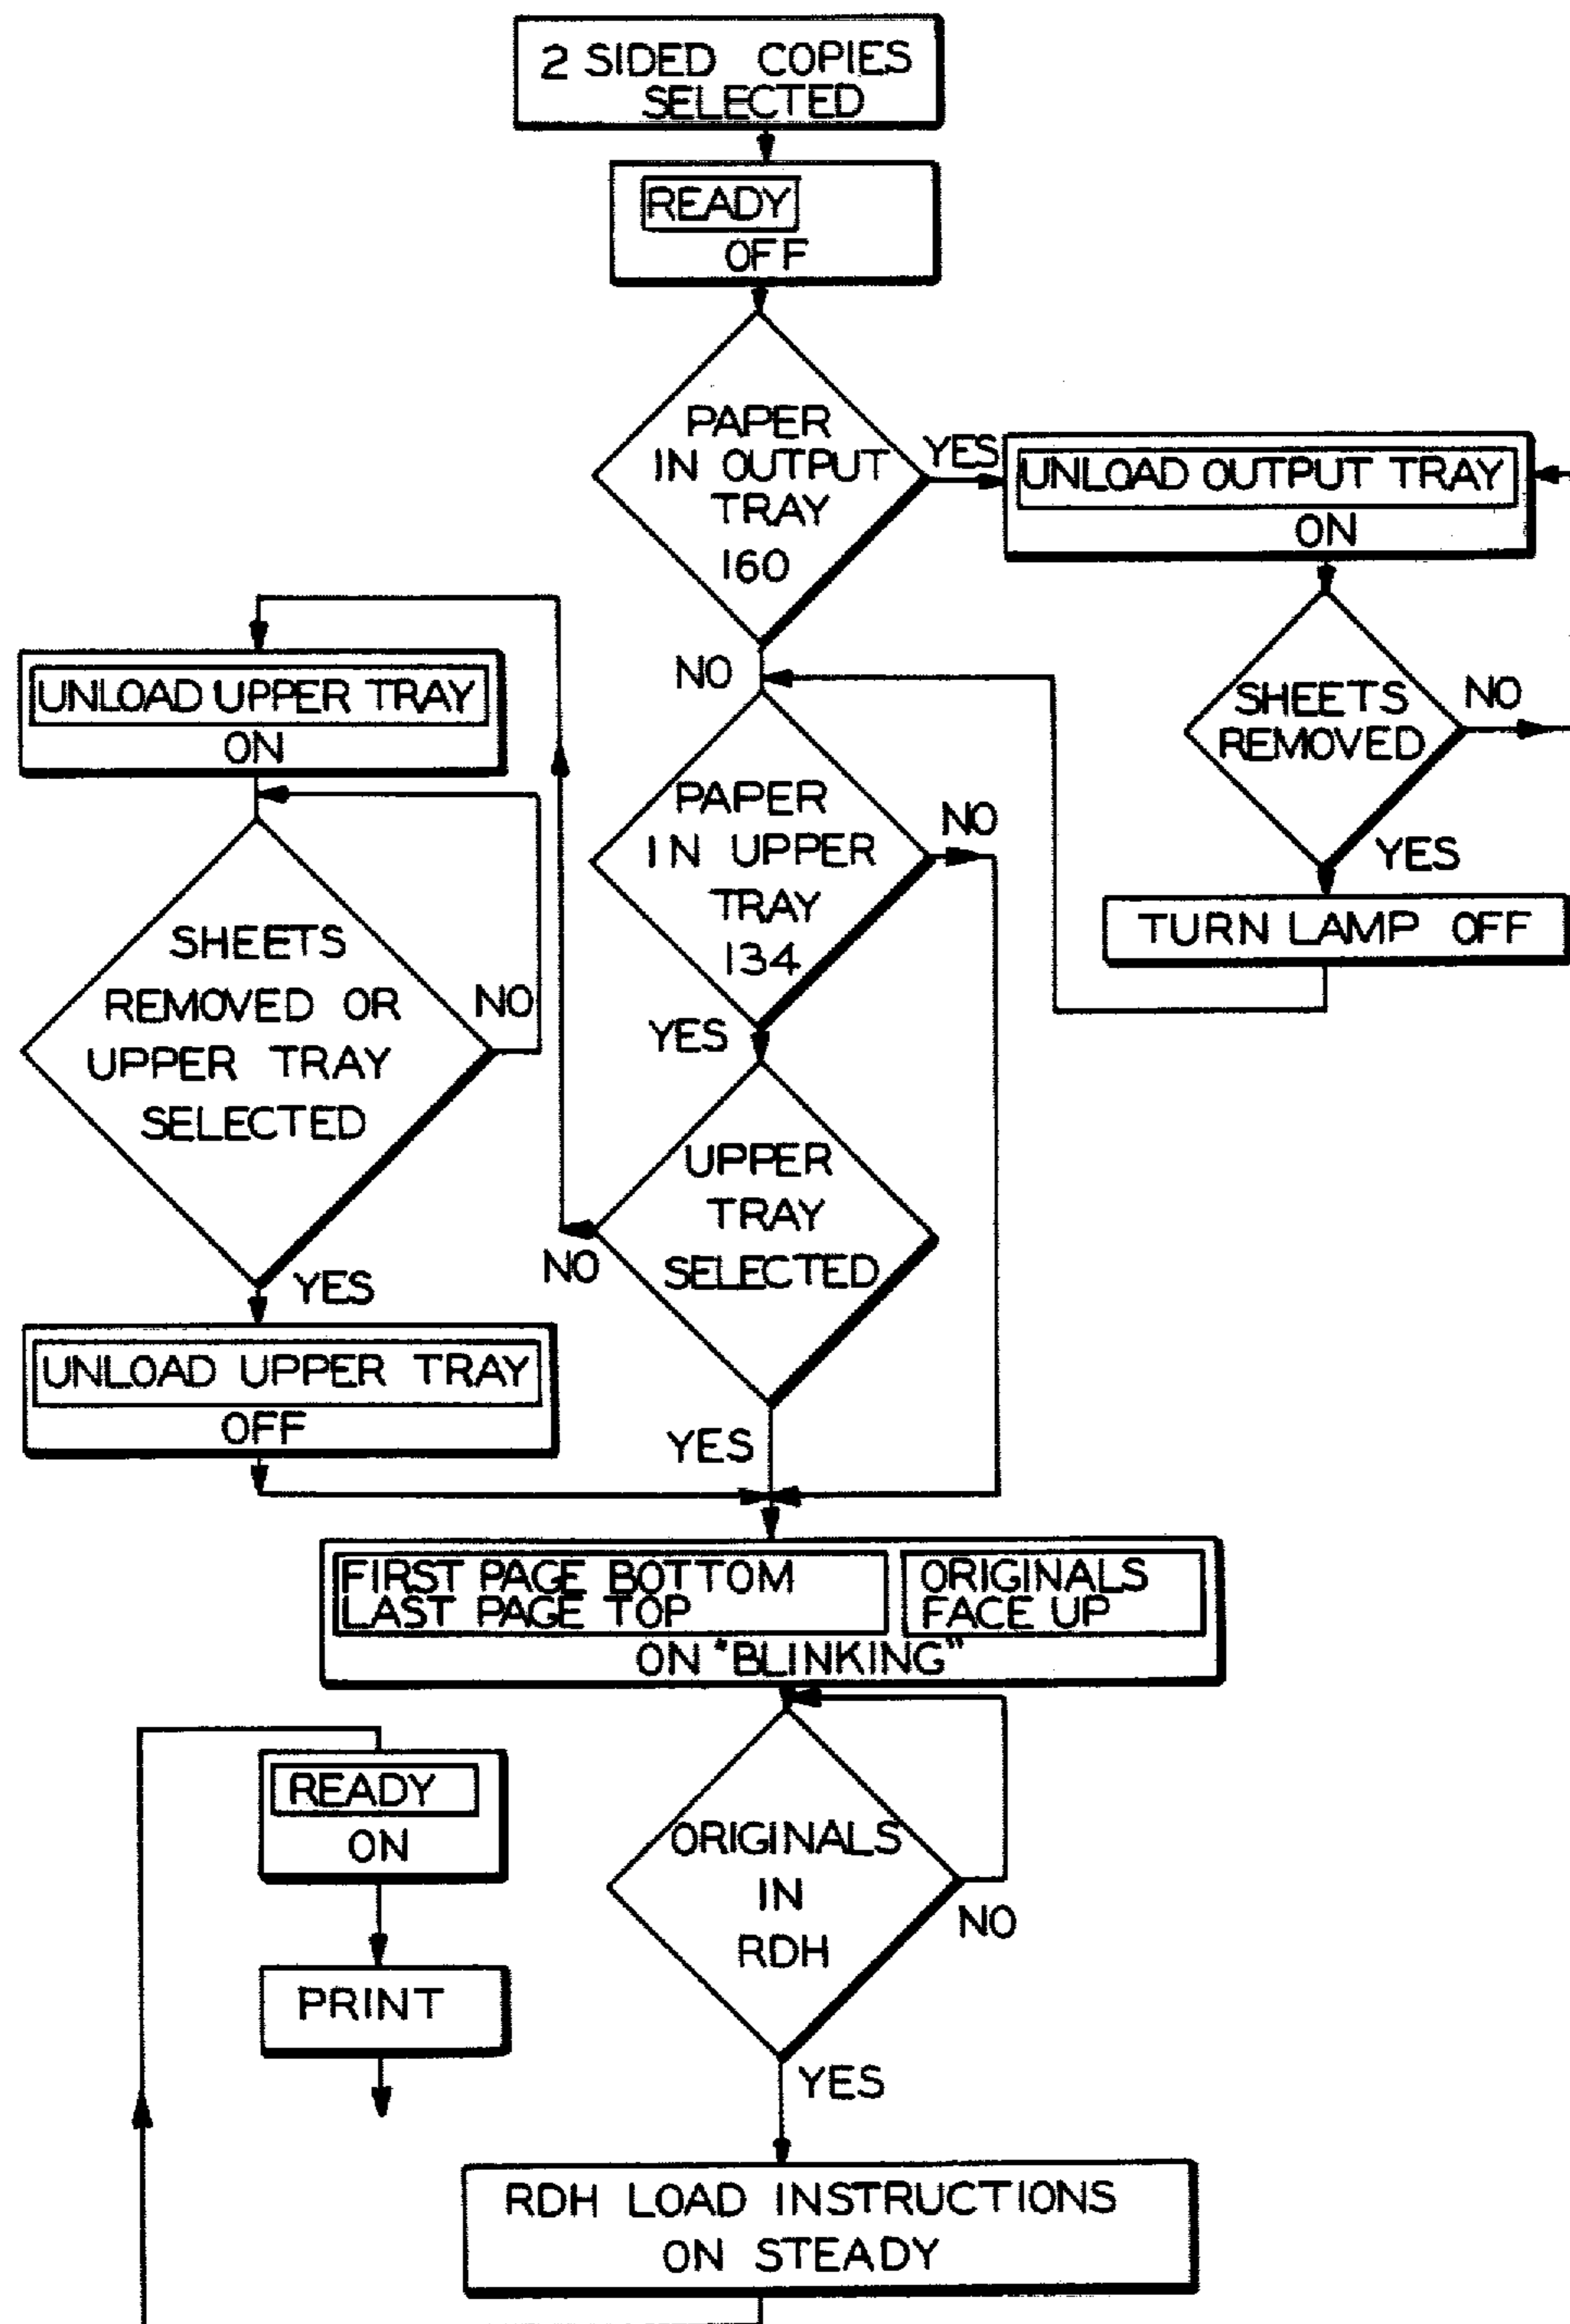 2 SIDED COPIES
SELECTED
READY
OFF
PAPER
IN OUTPUT
TRAY
160
YES
UNLOAD OUTPUT TRAY
ON
NO
SHEETS
REMOVED
NO
YES
TURN LAMP OFF
UNLOAD UPPER TRAY
ON
PAPER
IN UPPER
TRAY
134
NO
YES
SHEETS
REMOVED OR
UPPER TRAY
SELECTED
NO
YES
UPPER
TRAY
SELECTED
NO
YES
UNLOAD UPPER TRAY
OFF
FIRST PAGE BOTTOM
LAST PAGE TOP
ORIGINALS
FACE UP
ON "BLINKING"
ORIGINALS
IN
RDH
NO
YES
READY
ON
PRINT
RDH LOAD INSTRUCTIONS
ON STEADY